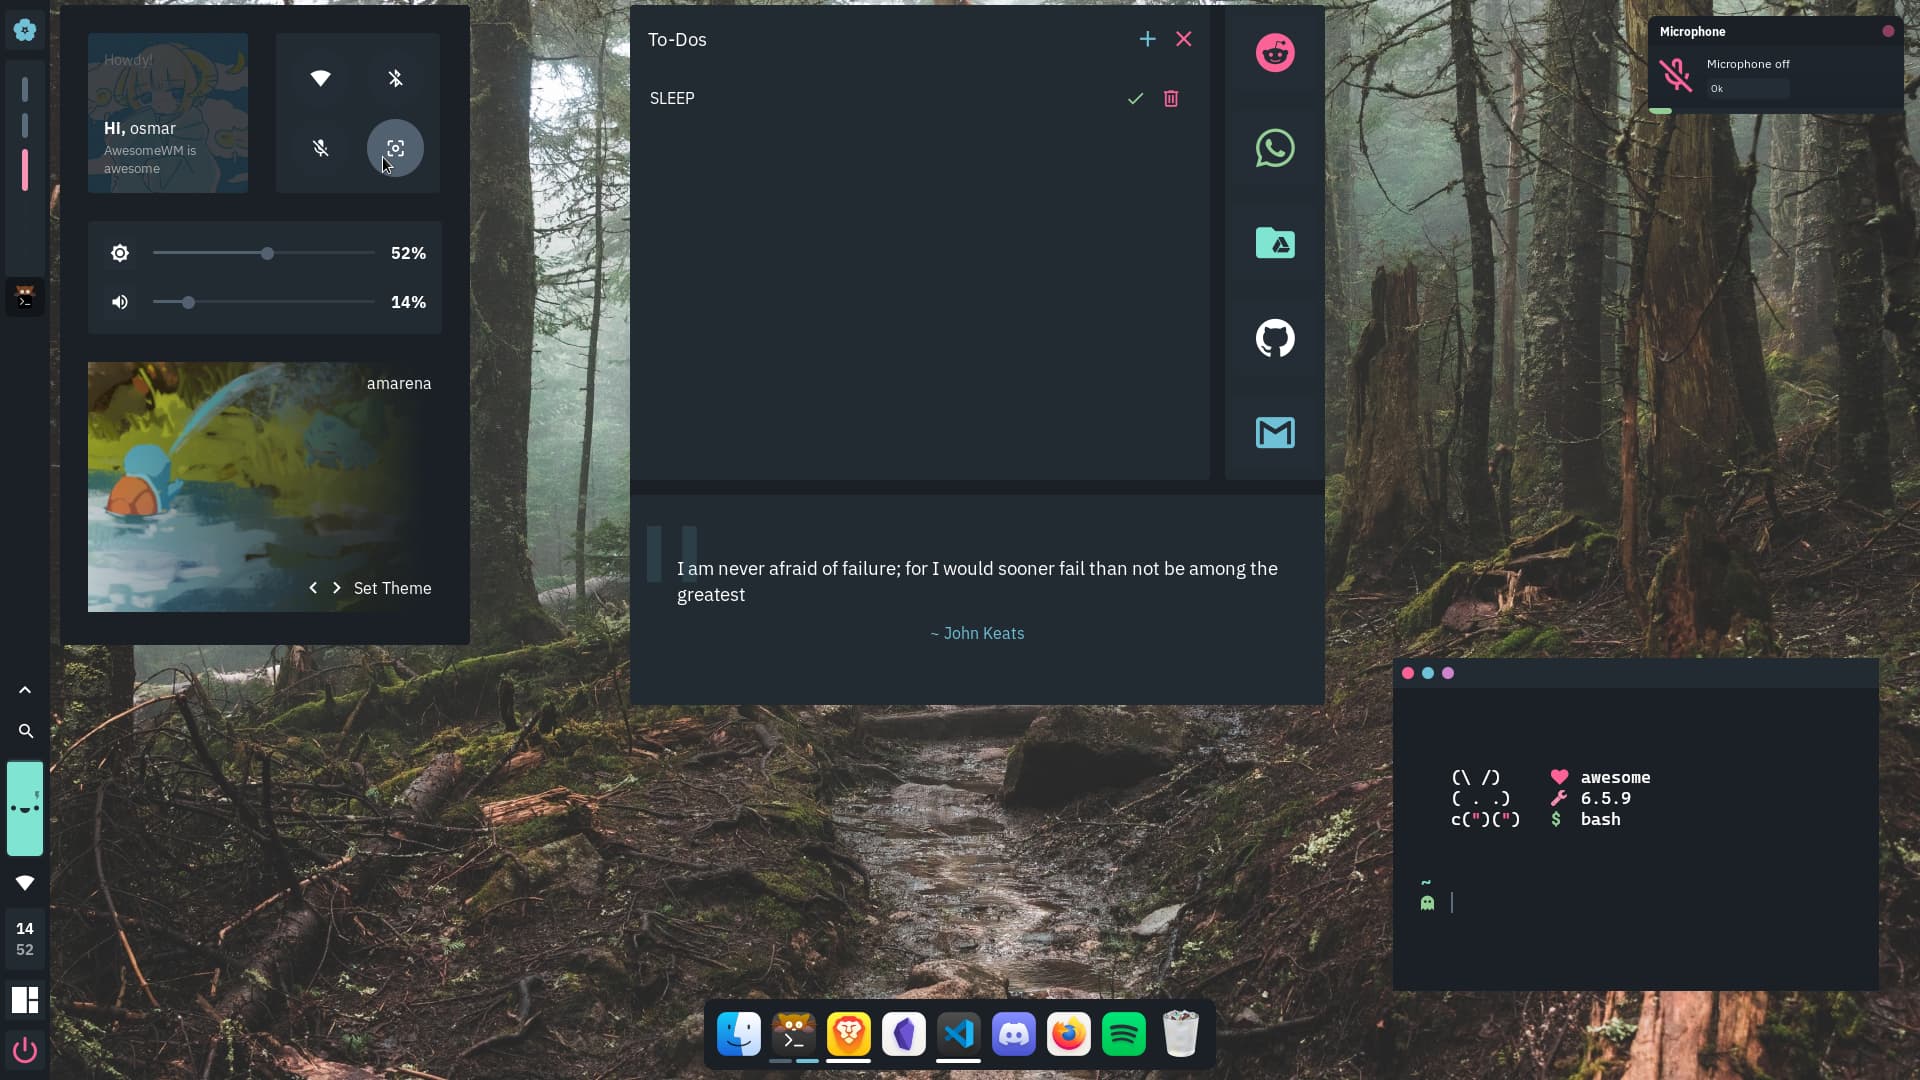 Howdy!
Hi, osmar
AwesomeWM is
awesome
52%
14%
amarena
Set Theme
14
52
To-Dos
SLEEP
"
I am never afraid of failure; for I would sooner fail than not be among the
greatest
~ John Keats
Microphone
Microphone off
Ok
(\ /) awesome
( . .) 6.5.9
c(")(") $ bash
~